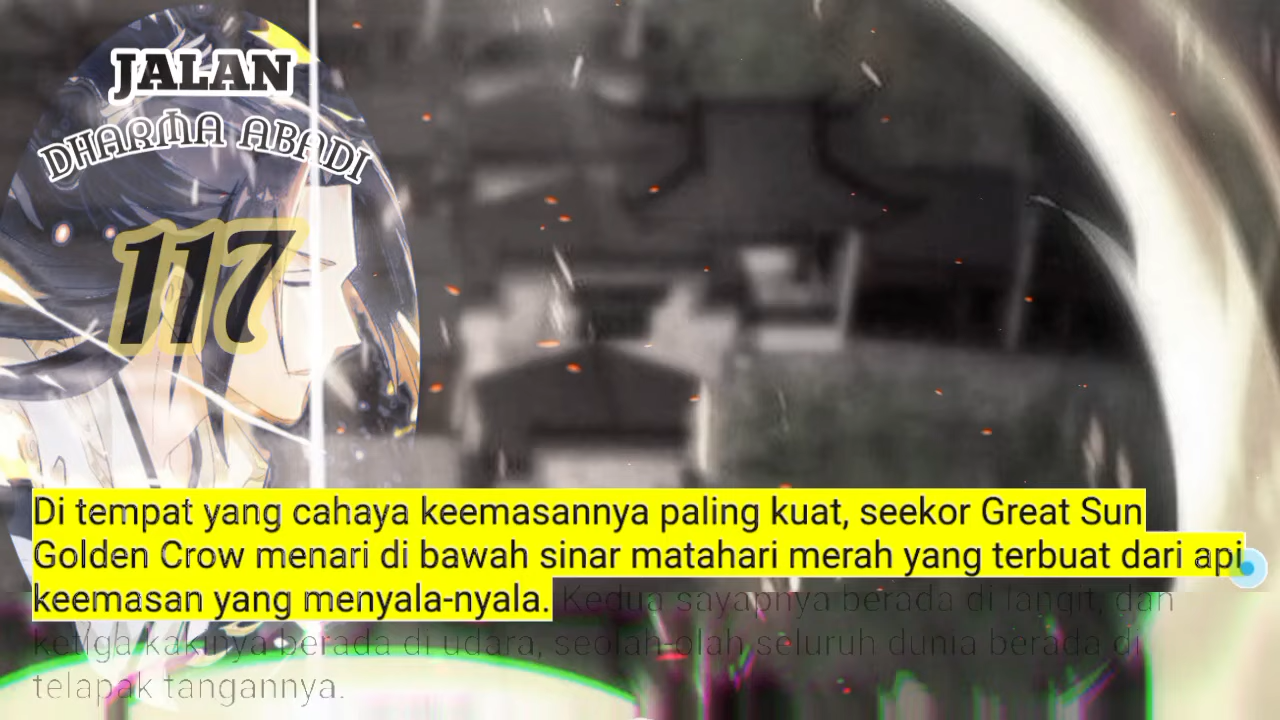 JALAN
DHARMA ABADI
117
Di tempat yang cahaya keemasannya paling kuat, seekor Great Sun
Golden Crow menari di bawah sinar matahari merah yang terbuat dari api
keemasan yang menyala-nyala. Kedua sayapnya berada di langit, dan
ketiga kakinya berada di udara, seolah-olah seluruh dunia berada di
telapak tangannya.